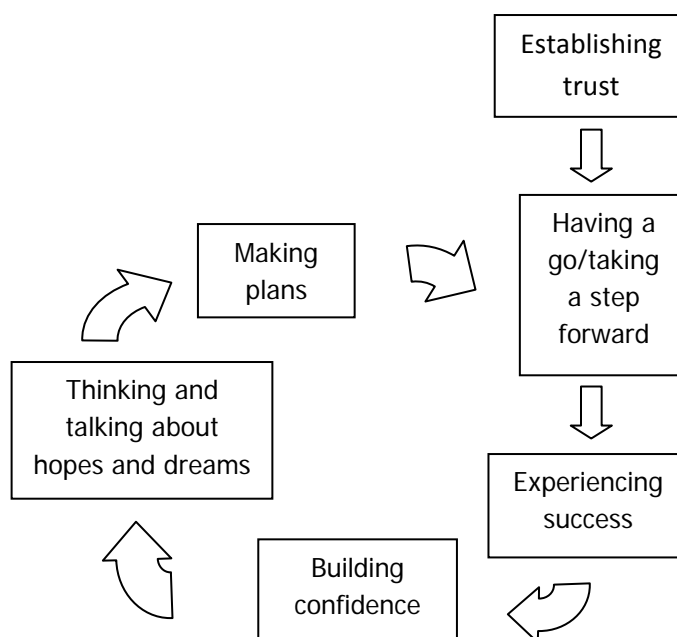 Establishing
trust
Having a
go/taking
a step
forward
Experiencing
success
Building
confidence
Thinking and
talking about
hopes and dreams
Making
plans